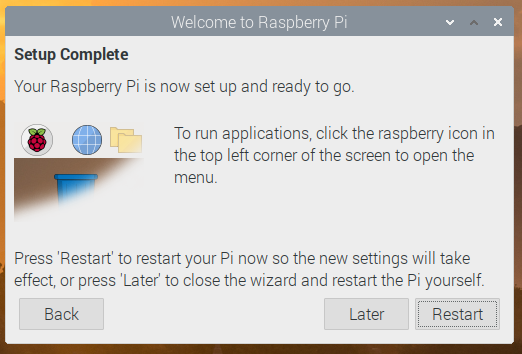 Welcome to Raspberry Pi
Setup Complete
Your Raspberry Pi is now set up and ready to go.
To run applications, click the raspberry icon in
the top left corner of the screen to open the
menu.
Press 'Restart' to restart your Pi now so the new settings will take
effect, or press 'Later' to close the wizard and restart the Pi yourself.
Back
Later
Restart